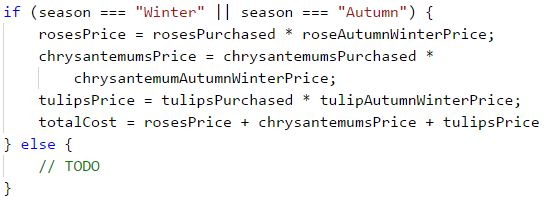 if (season === "Winter" || season === "Autumn") {
rosesPrice = rosesPurchased * roseAutumnWinterPrice;
chrysantemumsPrice = chrysantemumsPurchased *
chrysantemumAutumnWinterPrice;
tulipsPrice = tulipsPurchased * tulipAutumnWinterPrice;
totalCost = rosesPrice + chrysantemumsPrice + tulipsPrice
} else {
// TODO
}